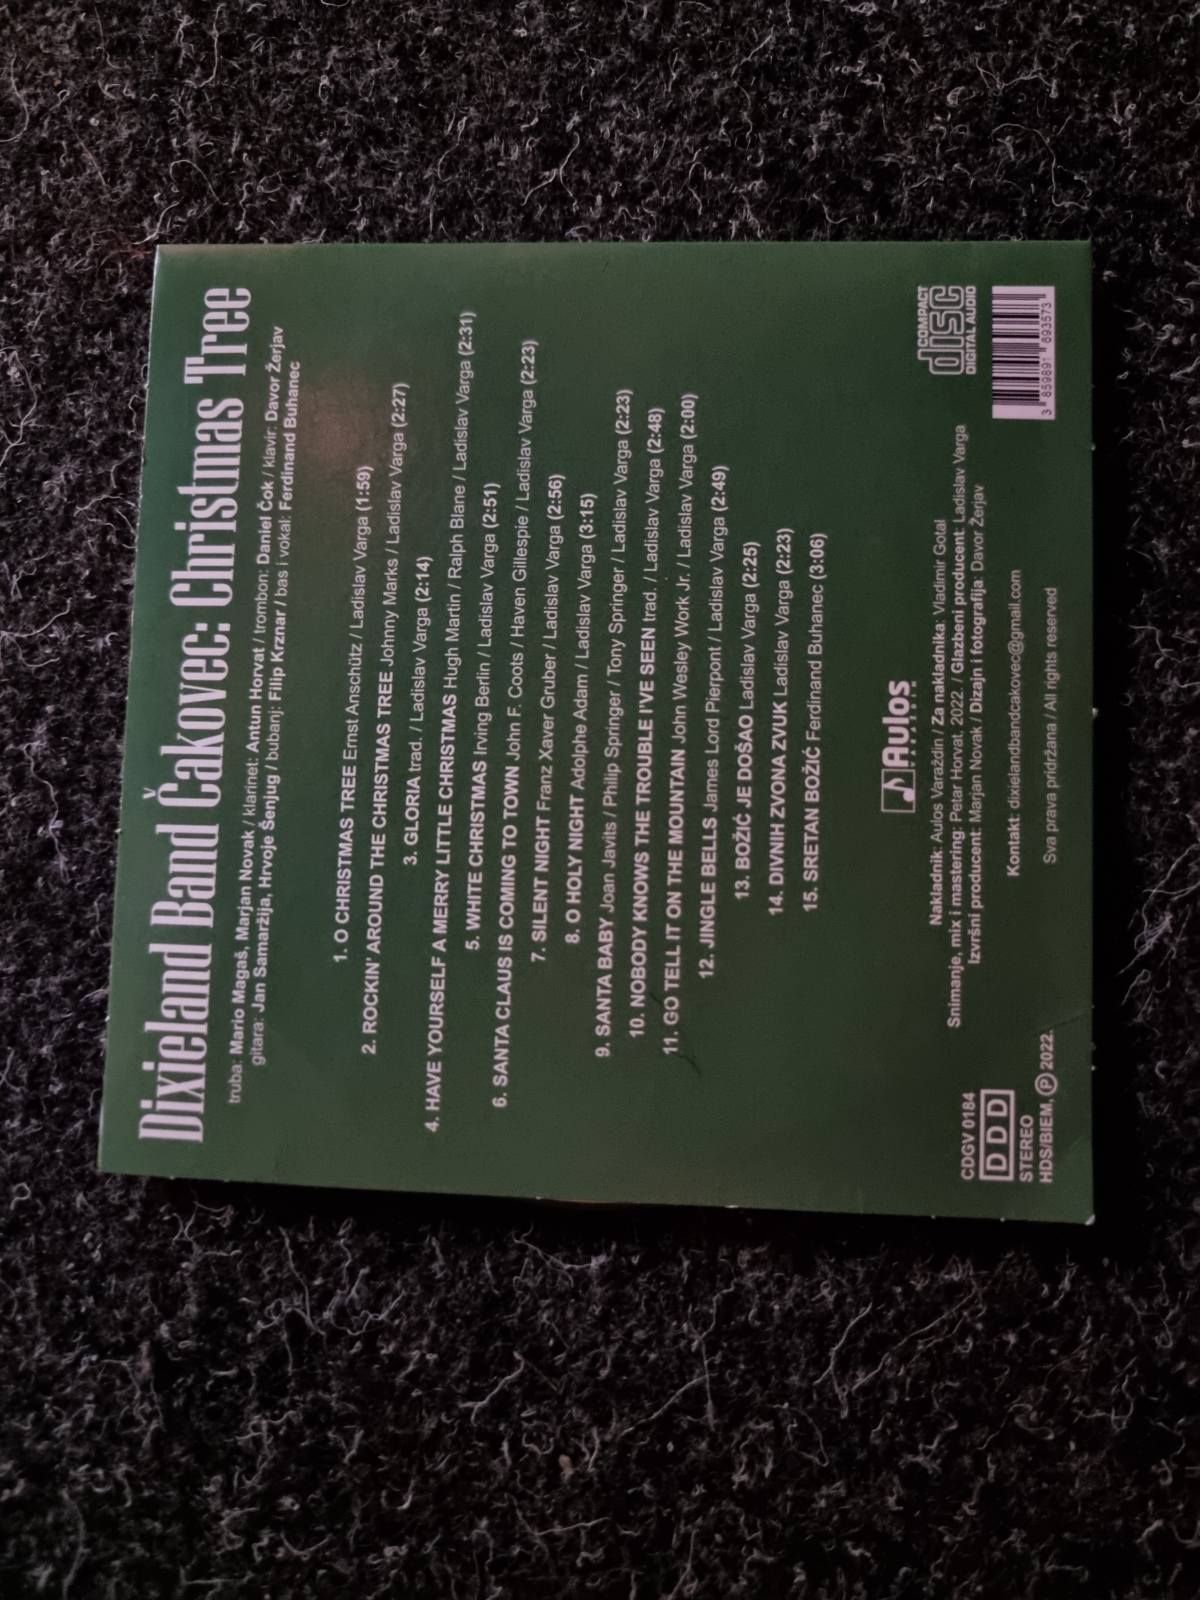 Dixieland Band Čakovec: Christmas Tree
truba: Mario Magaš, Marjan Novak / klarinet: Antun Horvat / trombon: Daniel Čok / klavir: Davor Žerjav
gitara: Jan Samaržija, Hrvoje Šenjug / bubanj: Filip Krznar / bas i vokal: Ferdinand Buhanec
1. O CHRISTMAS TREE Ernst Anschütz / Ladislav Varga (1:59)
2. ROCKIN' AROUND THE CHRISTMAS TREE Johnny Marks / Ladislav Varga (2:27)
3. GLORIA trad. / Ladislav Varga (2:14)
4. HAVE YOURSELF A MERRY LITTLE CHRISTMAS Hugh Martin / Ralph Blane / Ladislav Varga (2:31)
5. WHITE CHRISTMAS Irving Berlin / Ladislav Varga (2:51)
6. SANTA CLAUS IS COMING TO TOWN John F. Coots / Haven Gillespie / Ladislav Varga (2:23)
7. SILENT NIGHT Franz Xaver Gruber / Ladislav Varga (2:56)
8. O HOLY NIGHT Adolphe Adam / Ladislav Varga (3:15)
9. SANTA BABY Joan Javits / Philip Springer / Tony Springer / Ladislav Varga (2:23)
10. NOBODY KNOWS THE TROUBLE I'VE SEEN trad. / Ladislav Varga (2:48)
11. GO TELL IT ON THE MOUNTAIN John Wesley Work Jr. / Ladislav Varga (2:00)
12. JINGLE BELLS James Lord Pierpont / Ladislav Varga (2:49)
13. BOŽIĆ JE DOŠAO Ladislav Varga (2:25)
14. DIVNIH ZVONA ZVUK Ladislav Varga (2:23)
15. SRETAN BOŽIĆ Ferdinand Buhanec (3:06)
Aulos
Nakladnik: Aulos Varaždin / Za nakladnika: Vladimir Gotal
Snimanje, mix i mastering: Petar Horvat, 2022. / Glazbeni producent: Ladislav Varga
Izvršni producent: Marjan Novak / Dizajn i fotografija: Davor Žerjav
Kontakt: dixielandbandcakovec@gmail.com
Sva prava pridržana / All rights reserved
CDGV 0184
DDD
STEREO
HDS/BIEM, Ⓟ 2022.
COMPACT
disc
DIGITAL AUDIO
3 859891 693573